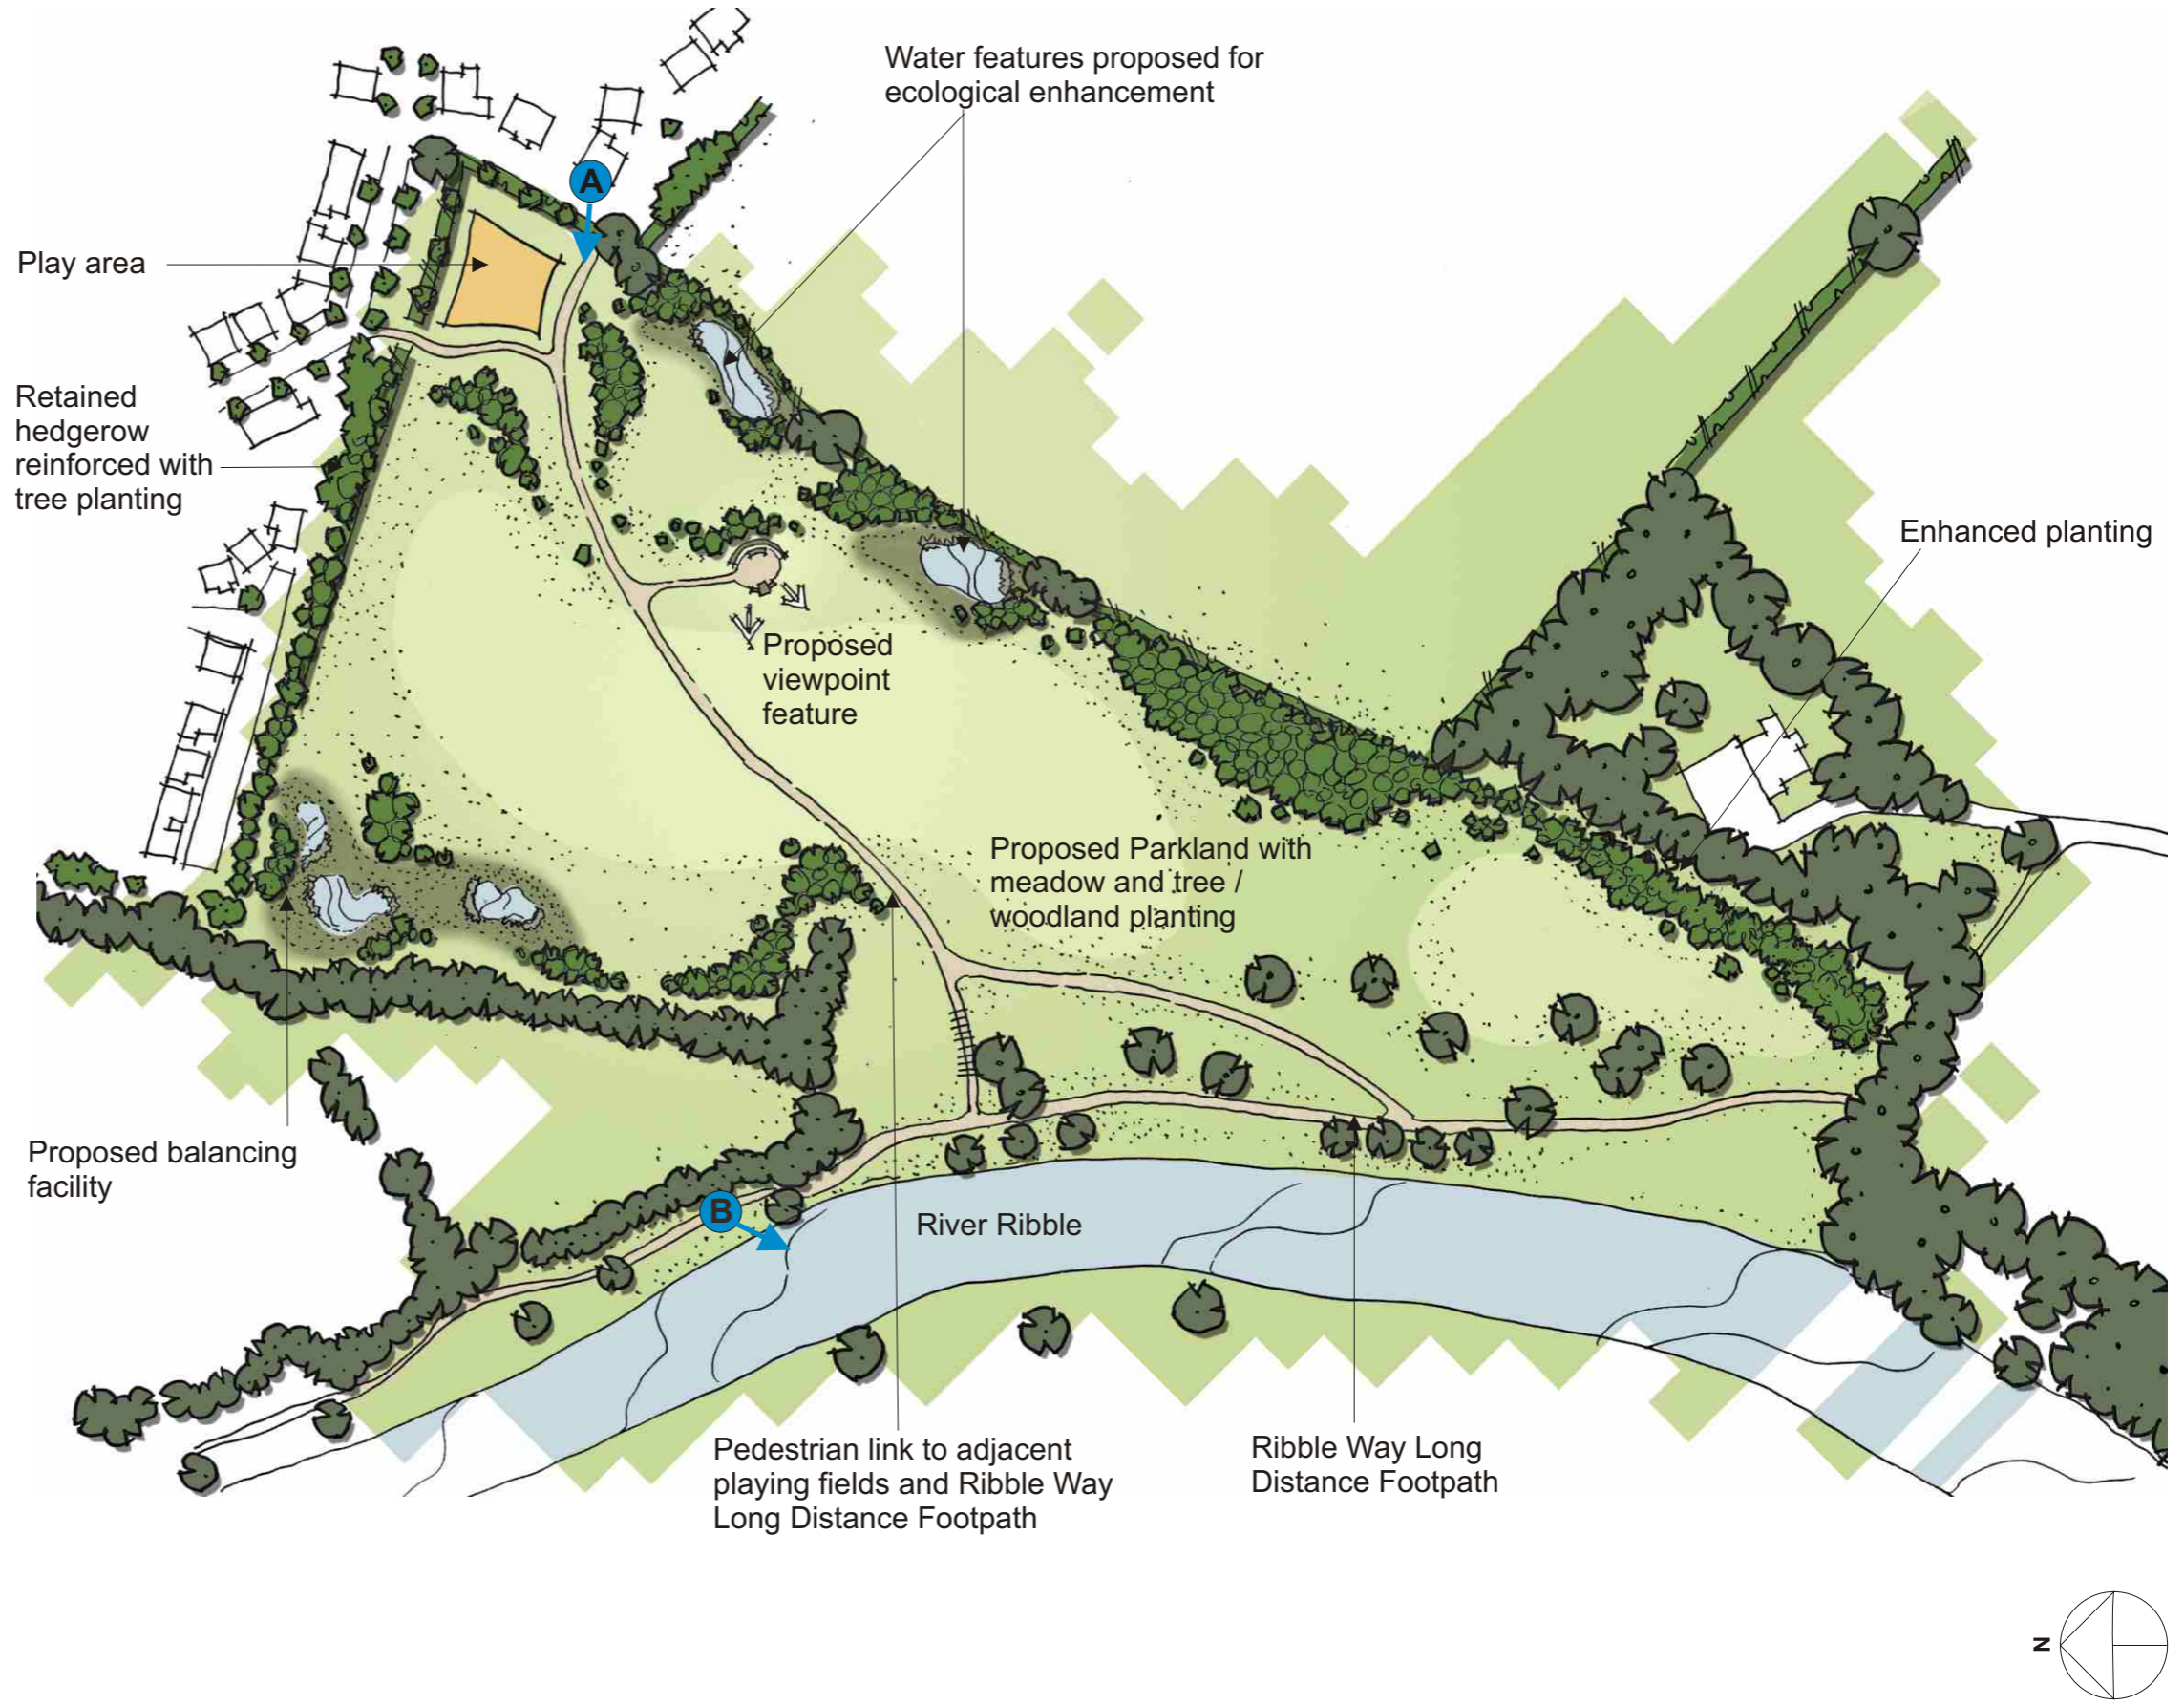 Water features proposed for
ecological enhancement
A
Play area
Retained
hedgerow
reinforced with
tree planting
Enhanced planting
Proposed
viewpoint
feature
Proposed Parkland with
meadow and tree /
woodland planting
Proposed balancing
facility
B
River Ribble
Pedestrian link to adjacent
playing fields and Ribble Way
Long Distance Footpath
Ribble Way Long
Distance Footpath
N